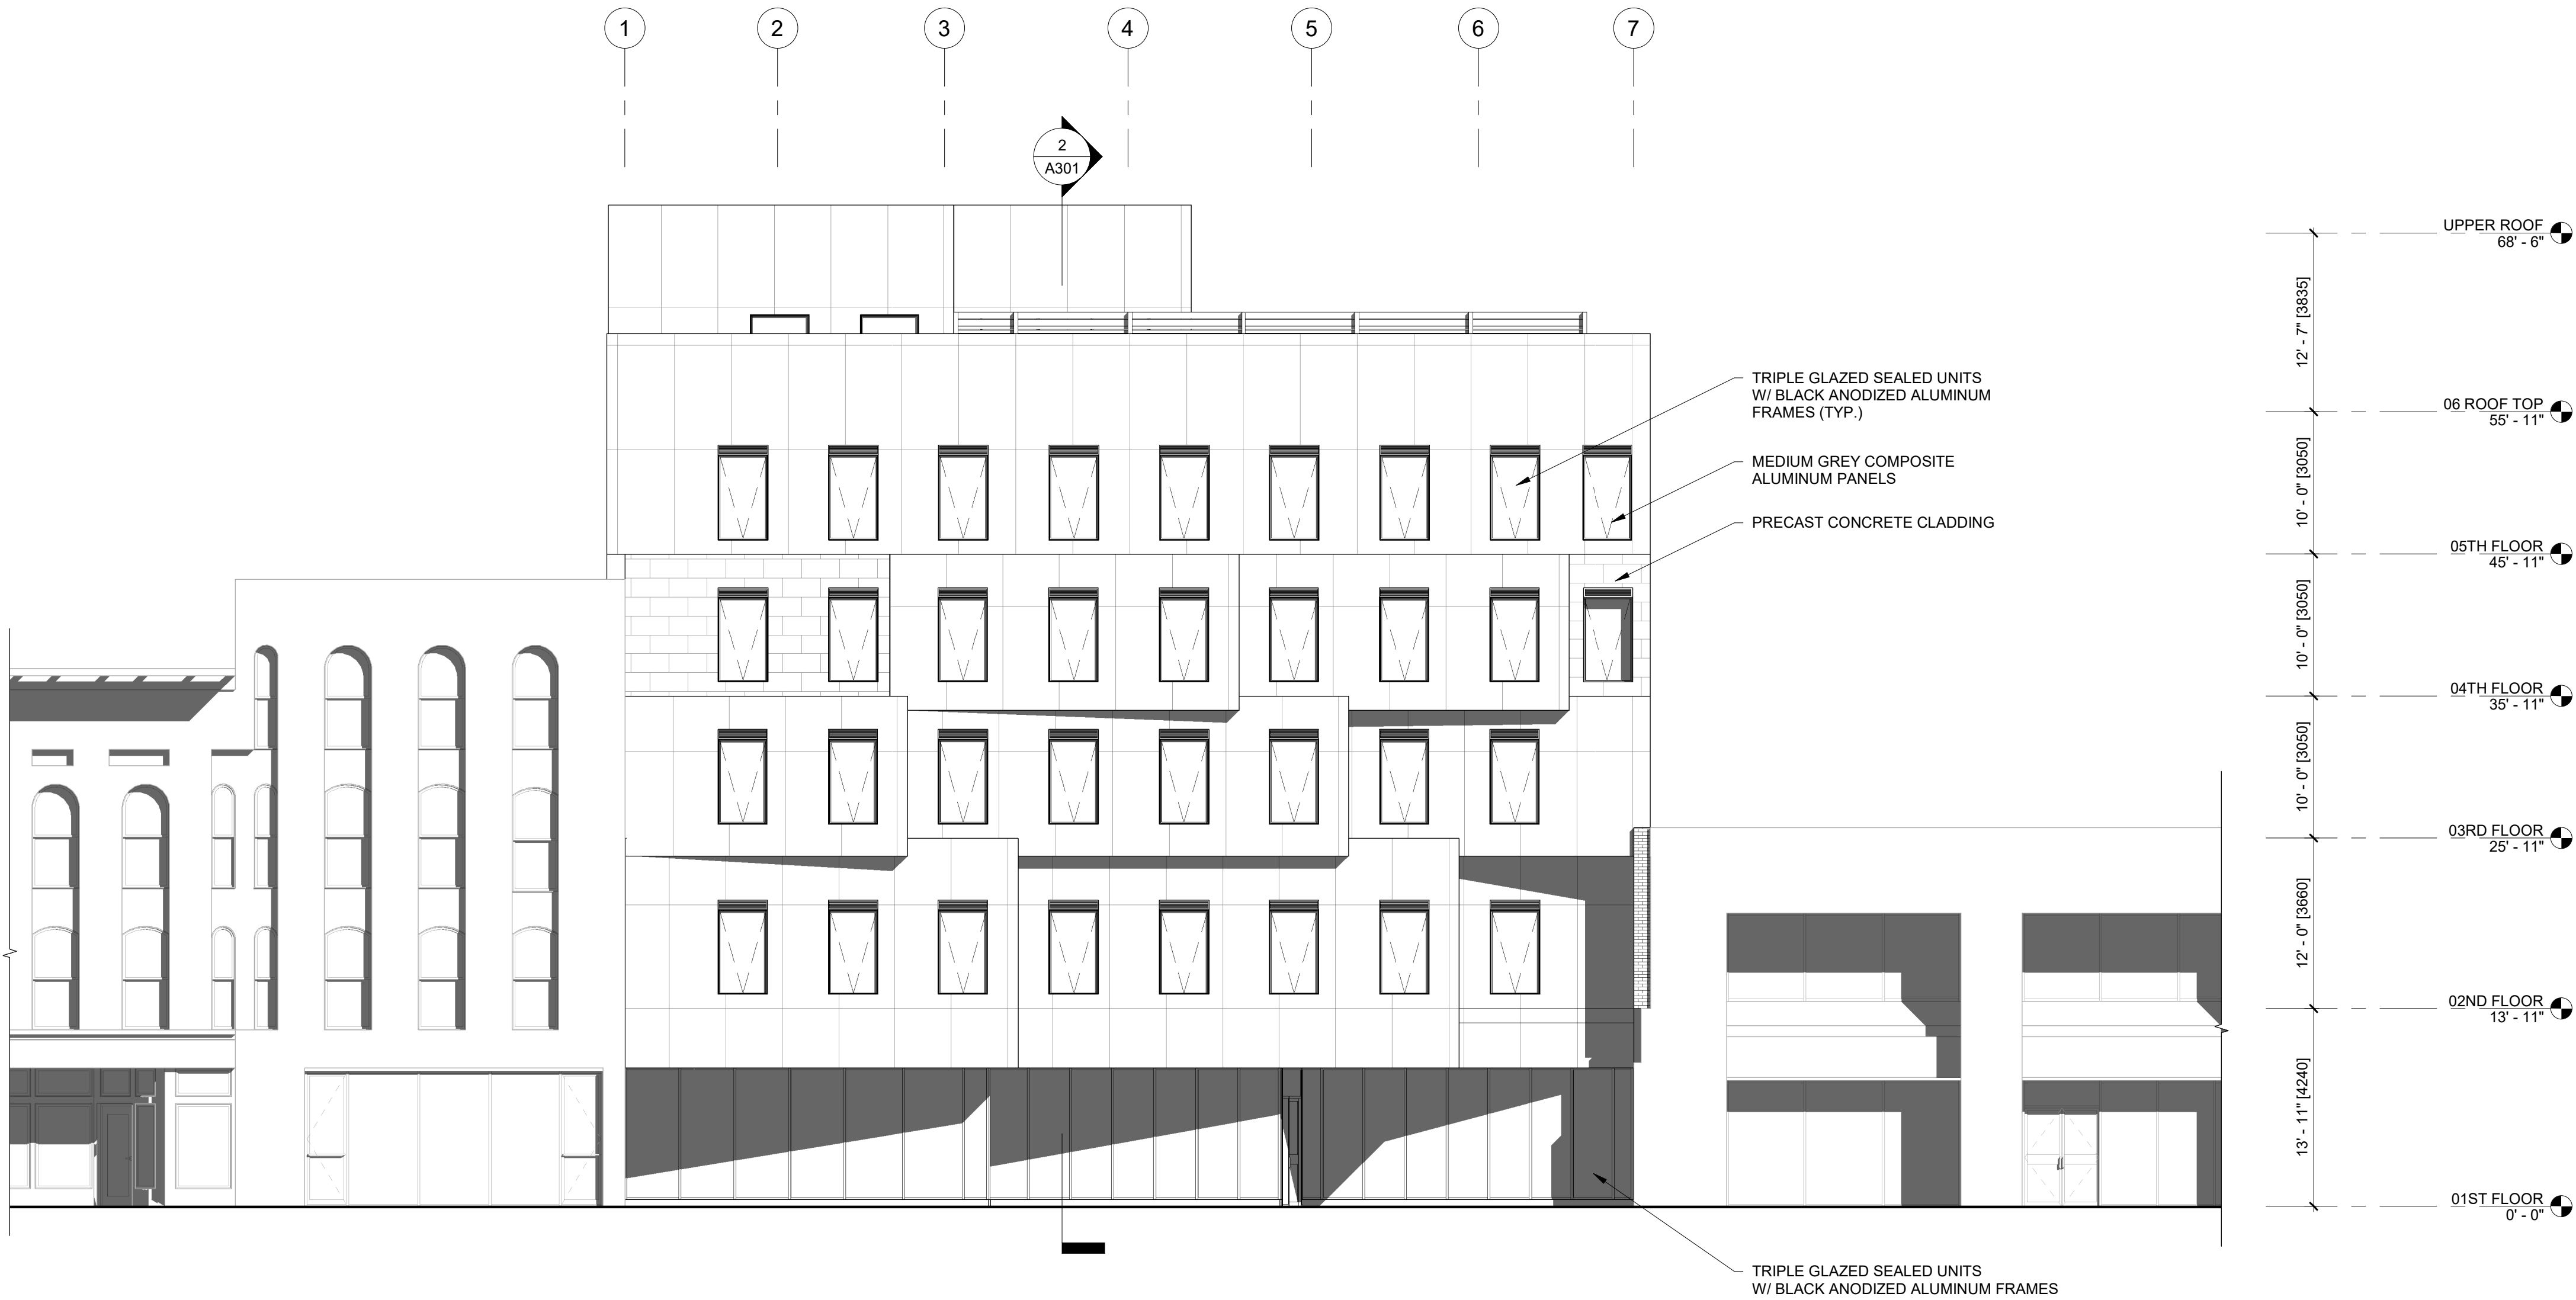 1
2
3
4
5
6
7
2
A301
UPPER ROOF
68' - 6"
12' - 7" [3835]
TRIPLE GLAZED SEALED UNITS
W/ BLACK ANODIZED ALUMINUM
FRAMES (TYP.)
06 ROOF TOP
55' - 11"
MEDIUM GREY COMPOSITE
ALUMINUM PANELS
10' - 0" [3050]
PRECAST CONCRETE CLADDING
05TH FLOOR
45' - 11"
10' - 0" [3050]
04TH FLOOR
35' - 11"
10' - 0" [3050]
03RD FLOOR
25' - 11"
12' - 0" [3660]
02ND FLOOR
13' - 11"
13' - 11" [4240]
01ST FLOOR
0' - 0"
TRIPLE GLAZED SEALED UNITS
W/ BLACK ANODIZED ALUMINUM FRAMES